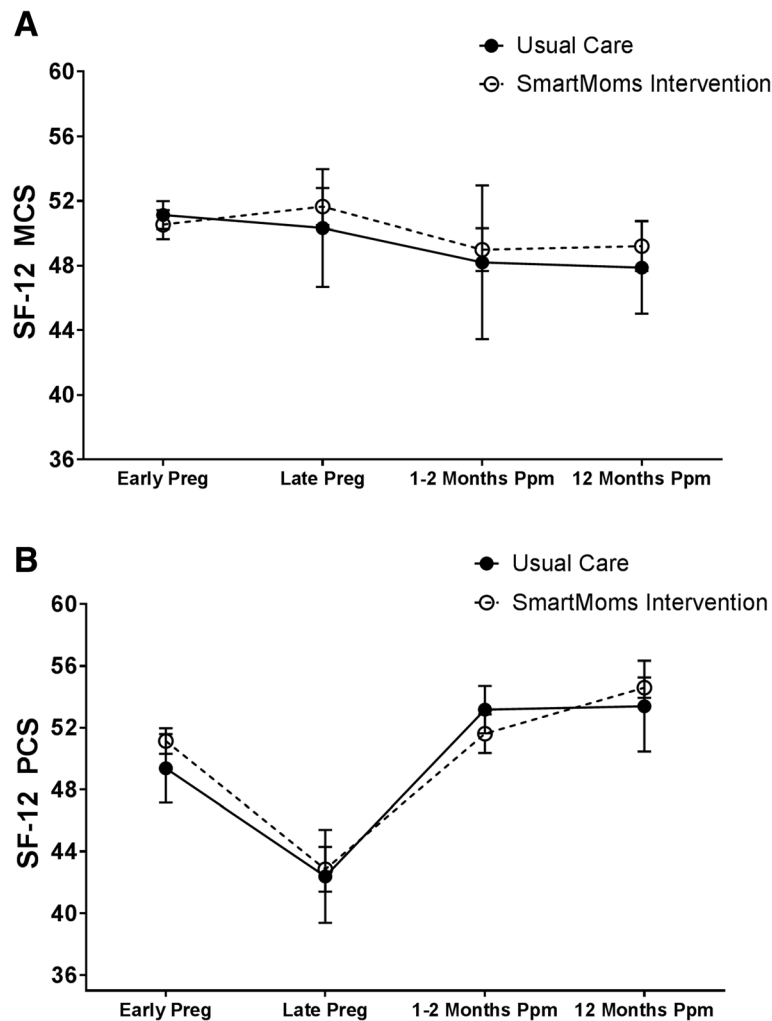 A
Usual Care
SmartMoms Intervention
60
56
52
48
44
40
36
SF-12 MCS
Early Preg Late Preg 1-2 Months Ppm 12 Months Ppm
B
Usual Care
SmartMoms Intervention
60
56
52
48
44
40
36
SF-12 PCS
Early Preg Late Preg 1-2 Months Ppm 12 Months Ppm